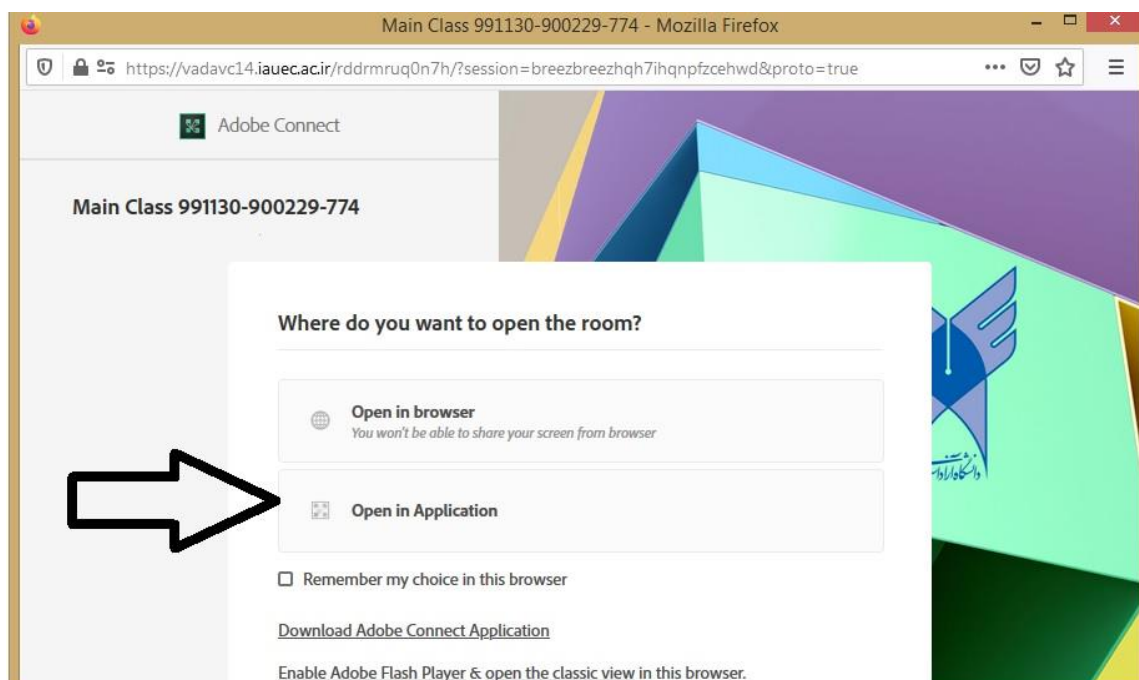 Main Class 991130-900229-774 - Mozilla Firefox
https://vadavc14.iauec.ac.ir/rddrmruq0n7h/?session=breezbreezhqh7ihqnpfzcehwd&proto=true
Adobe Connect
Main Class 991130-900229-774
Where do you want to open the room?
Open in browser
You won't be able to share your screen from browser
دانشگاه آزاد اسلامی
Open in Application
Remember my choice in this browser
Download Adobe Connect Application
Enable Adobe Flash Player & open the classic view in this browser.